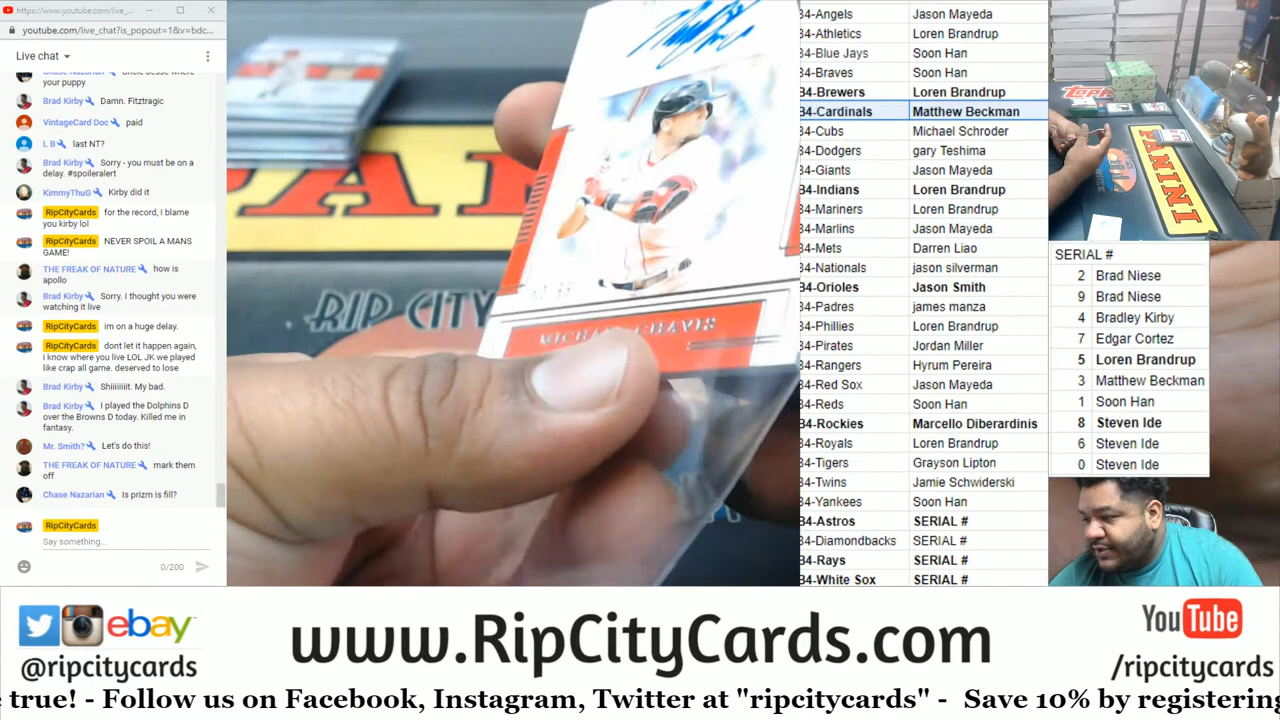 https://www.youtube.com/live_...
youtube.com/live_chat?is_popout=1&v=bdc...
Live chat
your puppy
Brad Kirby Damn. Fitztragic
VintageCard Doc paid
L B last NT?
Brad Kirby Sorry - you must be on a
delay. #spoileralert
KimmyThuG Kirby did it
RipCityCards for the record, I blame
you kirby lol
RipCityCards NEVER SPOIL A MANS
GAME!
THE FREAK OF NATURE how is
apollo
Brad Kirby Sorry. I thought you were
watching it live
RipCityCards im on a huge delay.
RipCityCards dont let it happen again,
i know where you live LOL JK we played
like crap all game. deserved to lose
Brad Kirby Shiiiiiiit. My bad.
Brad Kirby I played the Dolphins D
over the Browns D today. Killed me in
fantasy.
Mr. Smith? Let's do this!
THE FREAK OF NATURE mark them
off
Chase Nazarian Is prizm is fill?
RipCityCards
Say something...
0/200
RIP CITY
34-Angels Jason Mayeda
34-Athletics Loren Brandrup
34-Blue Jays Soon Han
34-Braves Soon Han
34-Brewers Loren Brandrup
34-Cardinals Matthew Beckman
34-Cubs Michael Schroder
34-Dodgers gary Teshima
34-Giants Jason Mayeda
34-Indians Loren Brandrup
34-Mariners Loren Brandrup
34-Marlins Jason Mayeda
34-Mets Darren Liao
34-Nationals jason silverman
34-Orioles Jason Smith
34-Padres james manza
34-Phillies Loren Brandrup
34-Pirates Jordan Miller
34-Rangers Hyrum Pereira
34-Red Sox Jason Mayeda
34-Reds Soon Han
34-Rockies Marcello Diberardinis
34-Royals Loren Brandrup
34-Tigers Grayson Lipton
34-Twins Jamie Schwiderski
34-Yankees Soon Han
34-Astros SERIAL #
34-Diamondbacks SERIAL #
34-Rays SERIAL #
34-White Sox SERIAL #
Topps
PANINI
SERIAL #
2 Brad Niese
9 Brad Niese
4 Bradley Kirby
7 Edgar Cortez
5 Loren Brandrup
3 Matthew Beckman
1 Soon Han
8 Steven Ide
6 Steven Ide
0 Steven Ide
ebay
@ripcitycards
www.RipCityCards.com
YouTube
/ripcitycards
e true! - Follow us on Facebook, Instagram, Twitter at "ripcitycards" - Save 10% by registering